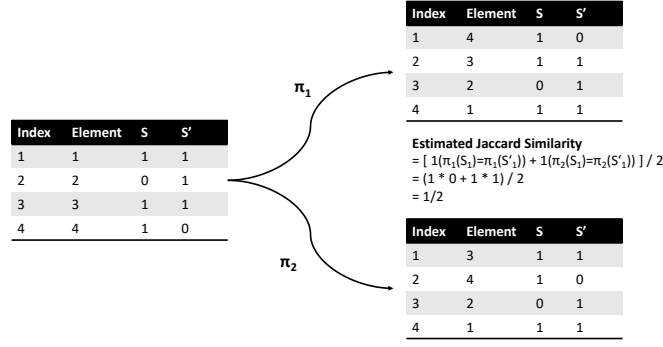 Index Element S S'
1 4 1 0
2 3 1 1
3 2 0 1
4 1 1 1
π1
Index Element S S'
1 1 1 1
2 2 0 1
3 3 1 1
4 4 1 0
Estimated Jaccard Similarity
= [ 1(π1(S1)=π1(S'1)) + 1(π2(S1)=π2(S'1)) ] / 2
= (1 * 0 + 1 * 1) / 2
= 1/2
π2
Index Element S S'
1 3 1 1
2 4 1 0
3 2 0 1
4 1 1 1